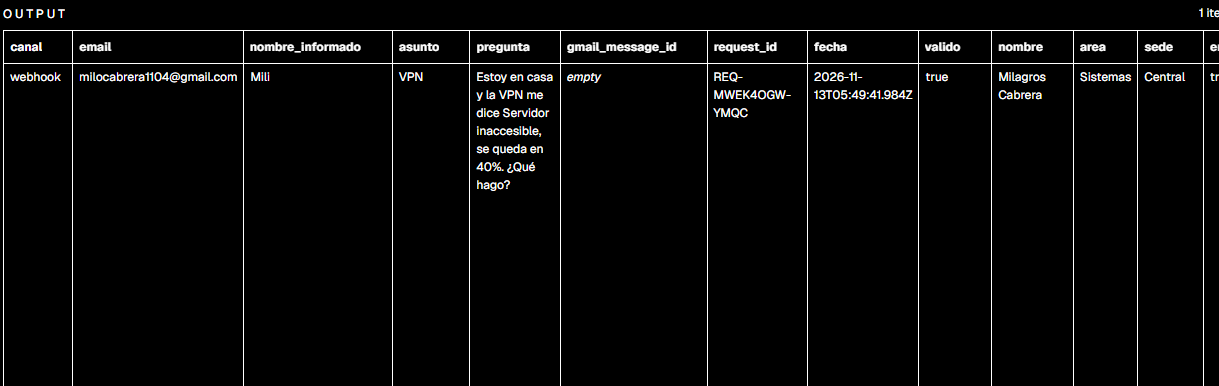 OUTPUT
1 ite
canal email nombre_informado asunto pregunta gmail_message_id request_id fecha valido nombre area sede
webhook milocabrera1104@gmail.com Mili VPN Estoy en casa empty REQ- 2026-11- true Milagros Sistemas Central
y la VPN me MWEK4OGW- 13T05:49:41.984Z Cabrera
dice Servidor YMQC
inaccesible,
se queda en
40%. ¿Qué
hago?